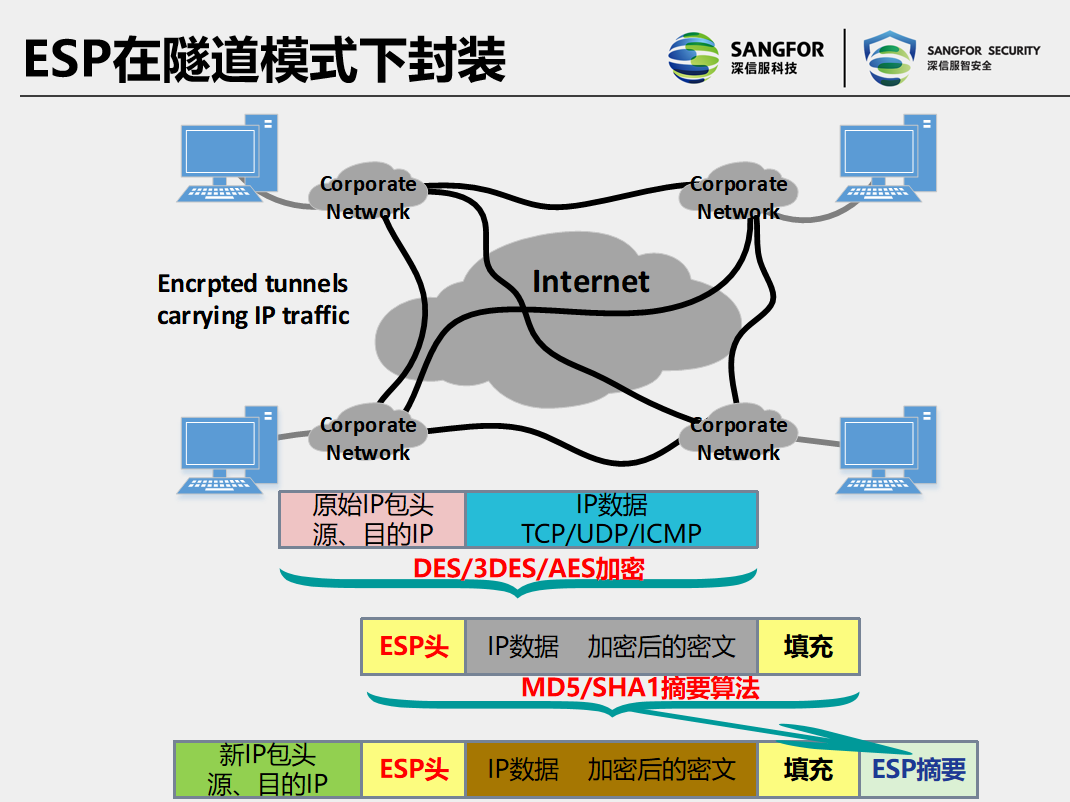 ESP在隧道模式下封装
SANGFOR
深信服科技
SANGFOR SECURITY
深信服智安全
Corporate
Network
Corporate
Network
Internet
Encrpted tunnels
carrying IP traffic
Corporate
Network
Corporate
Network
原始IP包头
源、目的IP
IP数据
TCP/UDP/ICMP
DES/3DES/AES加密
ESP头
IP数据 加密后的密文
填充
MD5/SHA1摘要算法
新IP包头
源、目的IP
ESP头
IP数据 加密后的密文
填充
ESP摘要